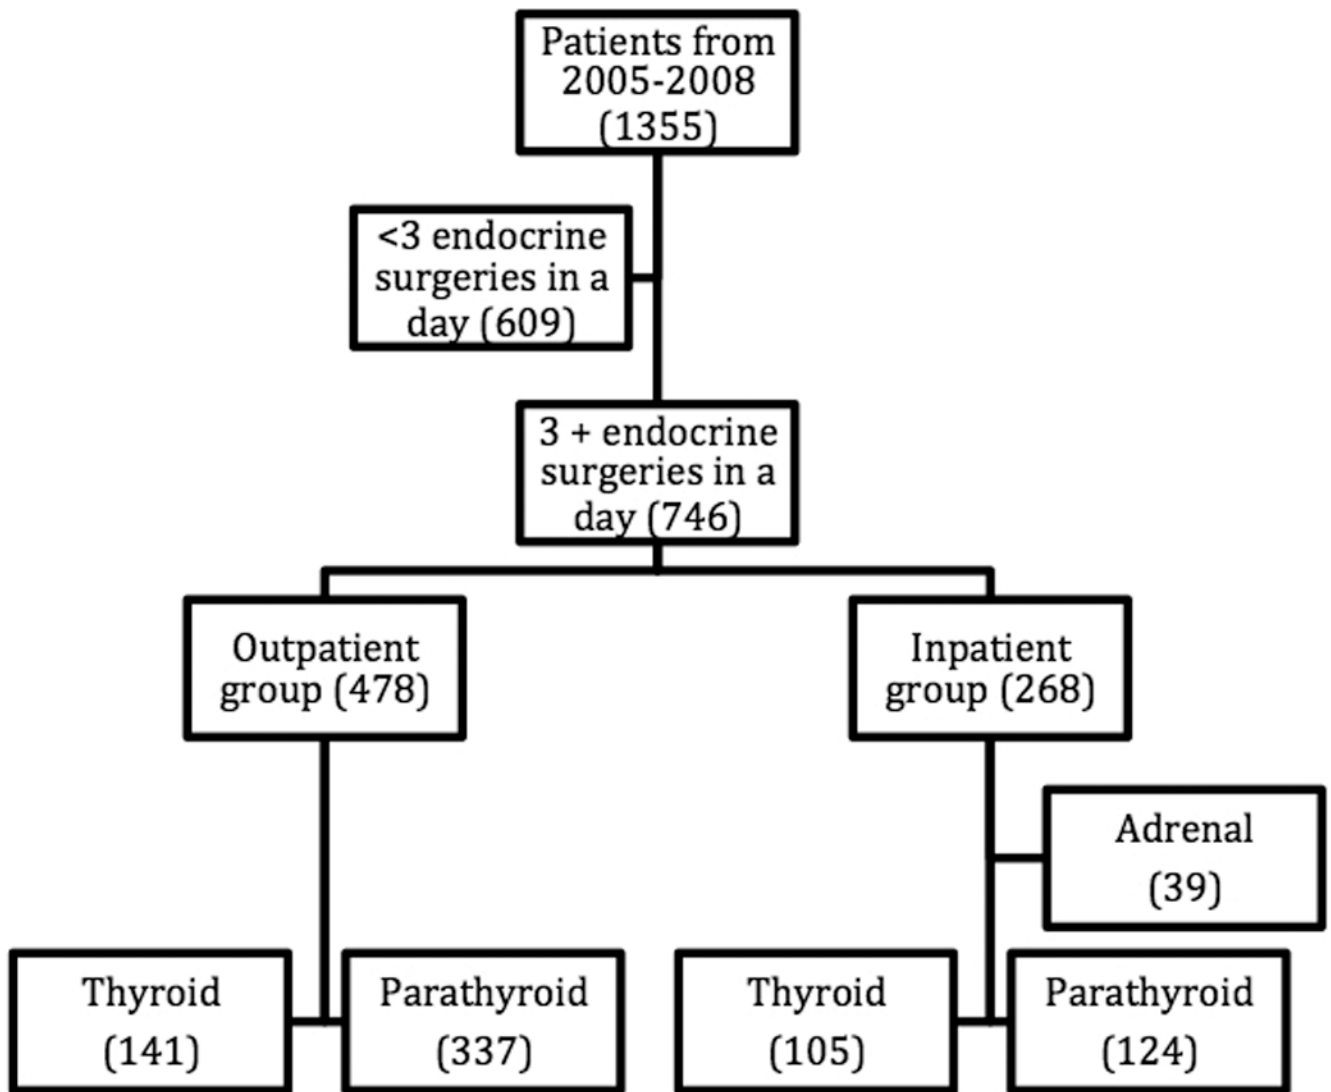 Patients from
2005-2008
(1355)
<3 endocrine
surgeries in a
day (609)
3 + endocrine
surgeries in a
day (746)
Outpatient
group (478)
Inpatient
group (268)
Adrenal
(39)
Thyroid
(141)
Parathyroid
(337)
Thyroid
(105)
Parathyroid
(124)